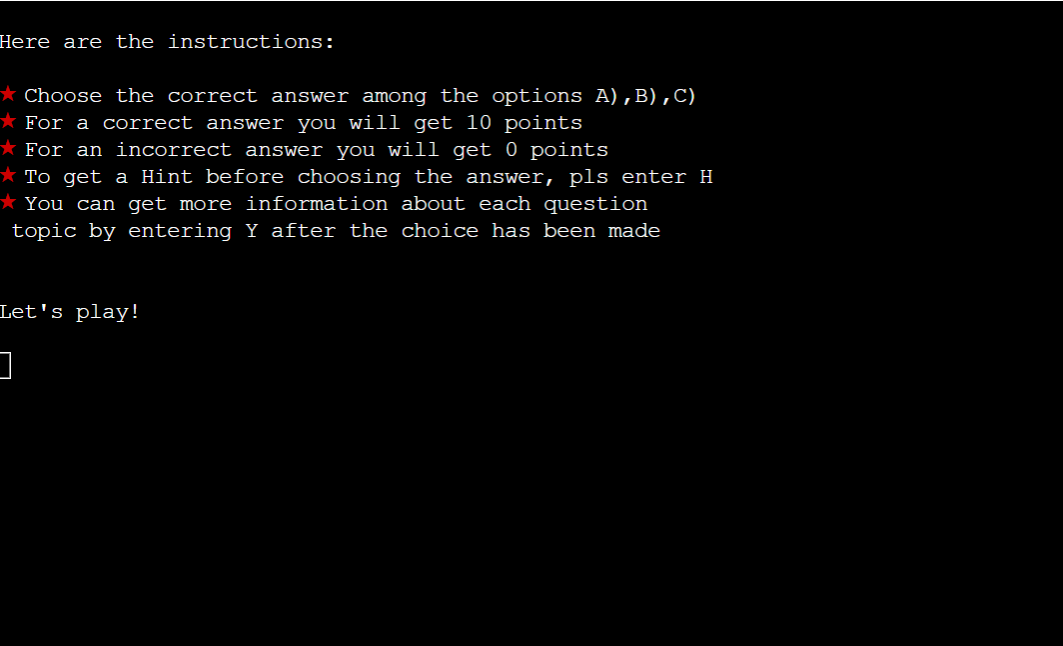 Here are the instructions:
★ Choose the correct answer among the options A),B),C)
★ For a correct answer you will get 10 points
★ For an incorrect answer you will get 0 points
★ To get a Hint before choosing the answer, pls enter H
★ You can get more information about each question
topic by entering Y after the choice has been made
Let's play!